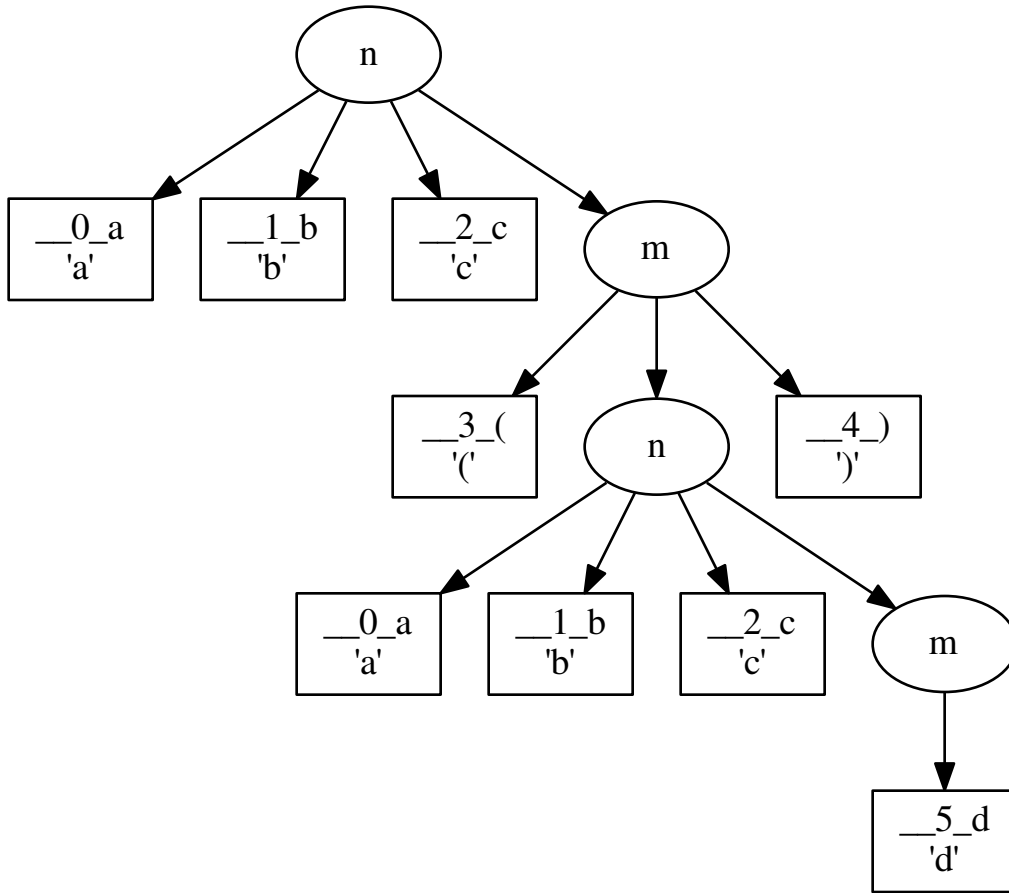 n
__0_a
'a'
__1_b
'b'
__2_c
'c'
m
__3_(
'('
n
__4_)
')'
__0_a
'a'
__1_b
'b'
__2_c
'c'
m
__5_d
'd'